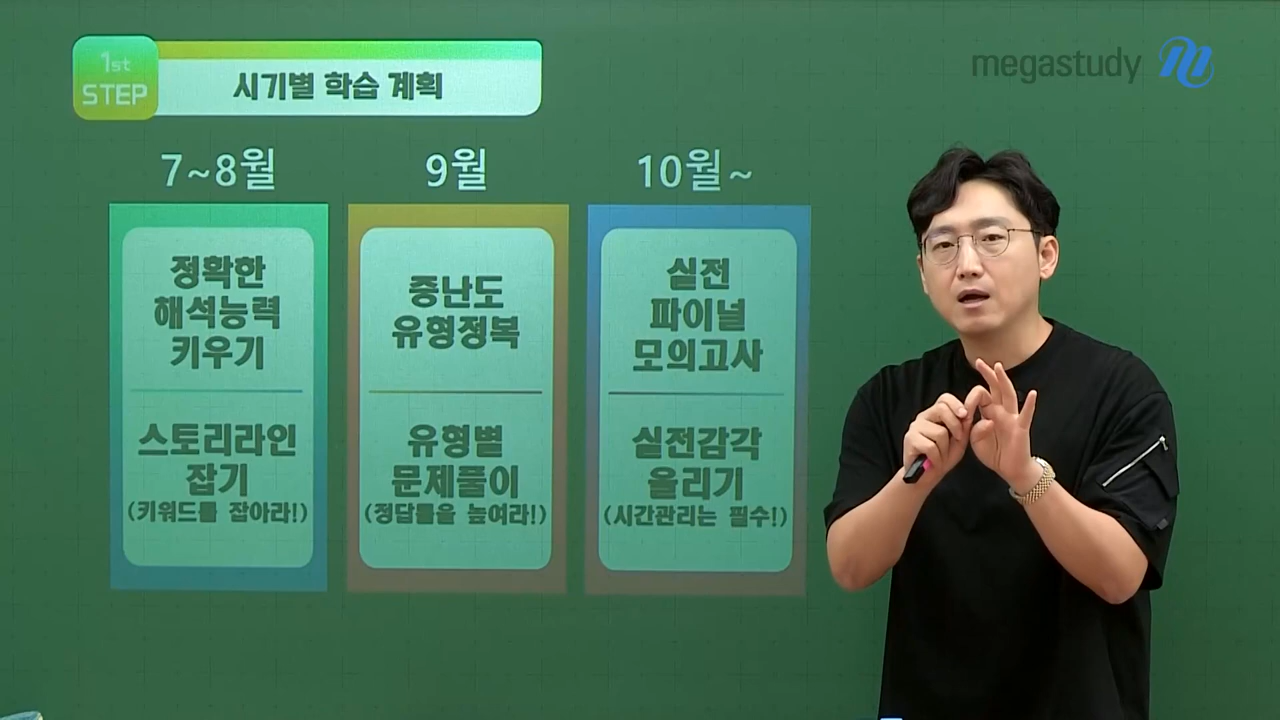 1st
STEP
시기별 학습 계획
megastudy
7~8월
정확한
해석능력
키우기
스토리라인
잡기
(키워드를 잡아라!)
9월
중난도
유형정복
유형별
문제풀이
(정답률을 높여라!)
10월~
실전
파이널
모의고사
실전감각
올리기
(시간관리는 필수!)